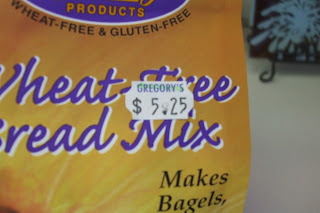 PRODUCTS
WHEAT-FREE & GLUTEN-FREE
Wheat-Free
GREGORY'S
$ 5.25
Bread Mix
Makes
Bagels,